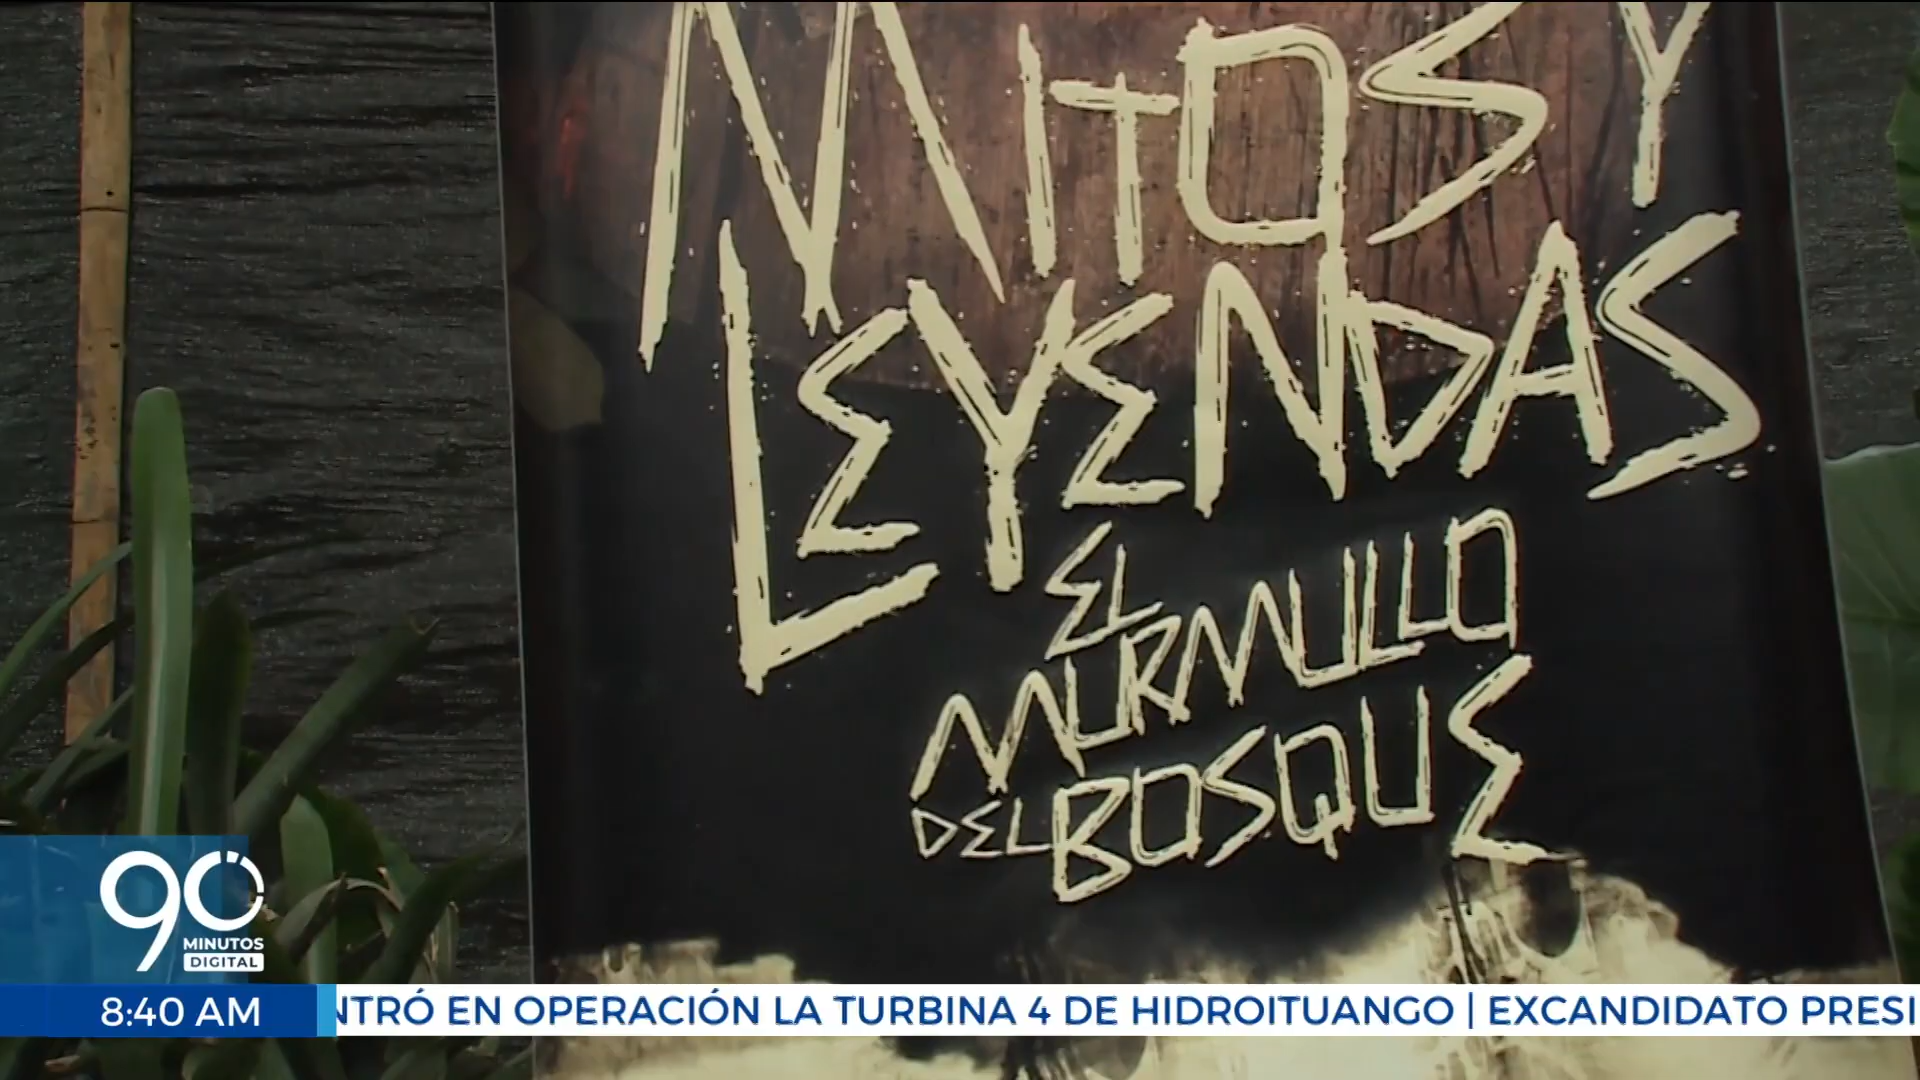 MITOS Y
LEYENDAS
EL
MURMULLO
DEL BOSQUE
90
MINUTOS
DIGITAL
8:40 AM
NTRÓ EN OPERACIÓN LA TURBINA 4 DE HIDROITUANGO | EXCANDIDATO PRESI